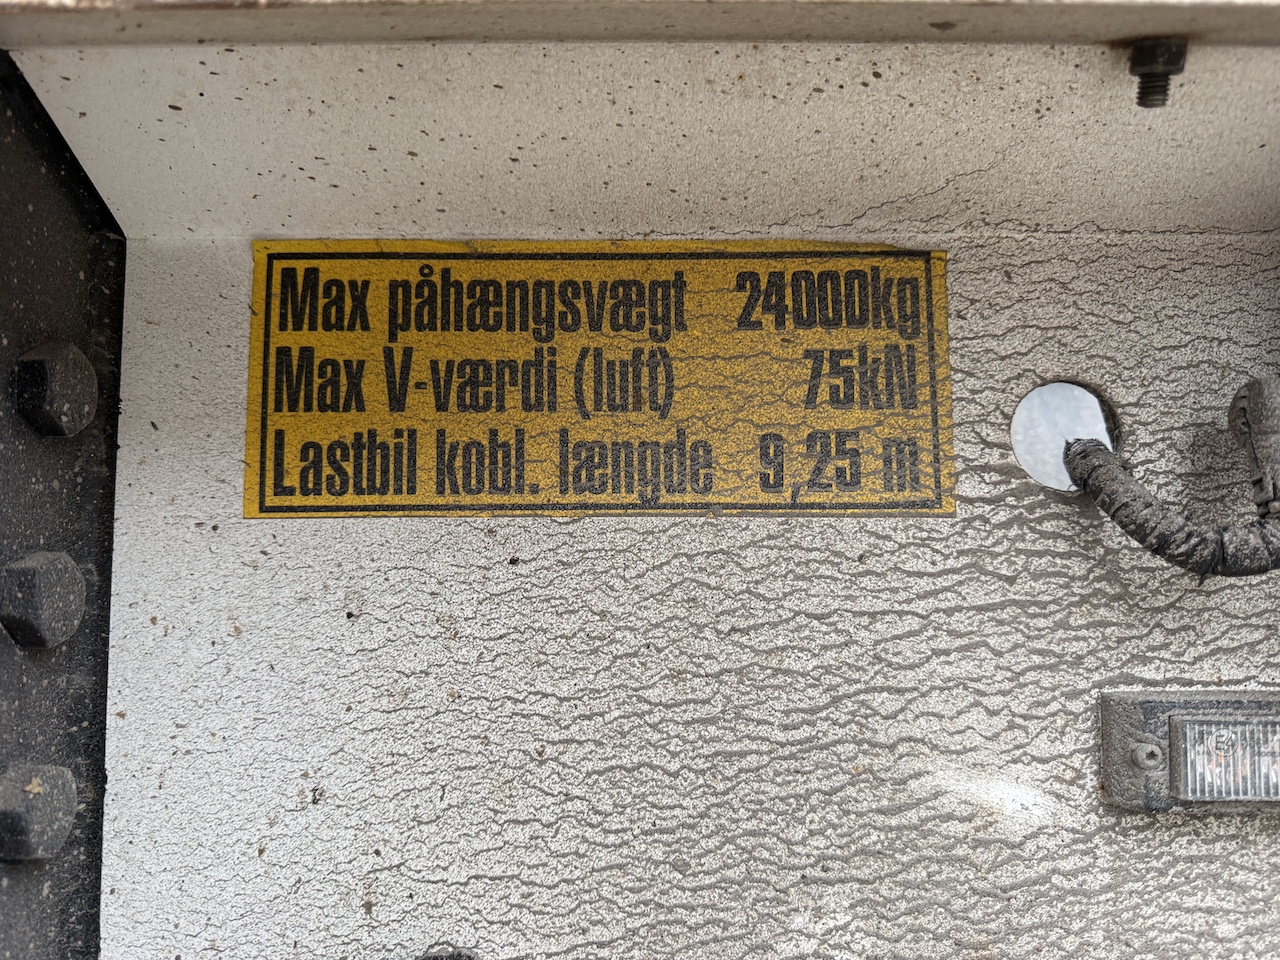 Max påhængsvægt 24000kg
Max V-værdi (luft) 75kN
Lastbil kobl. længde 9,25 m